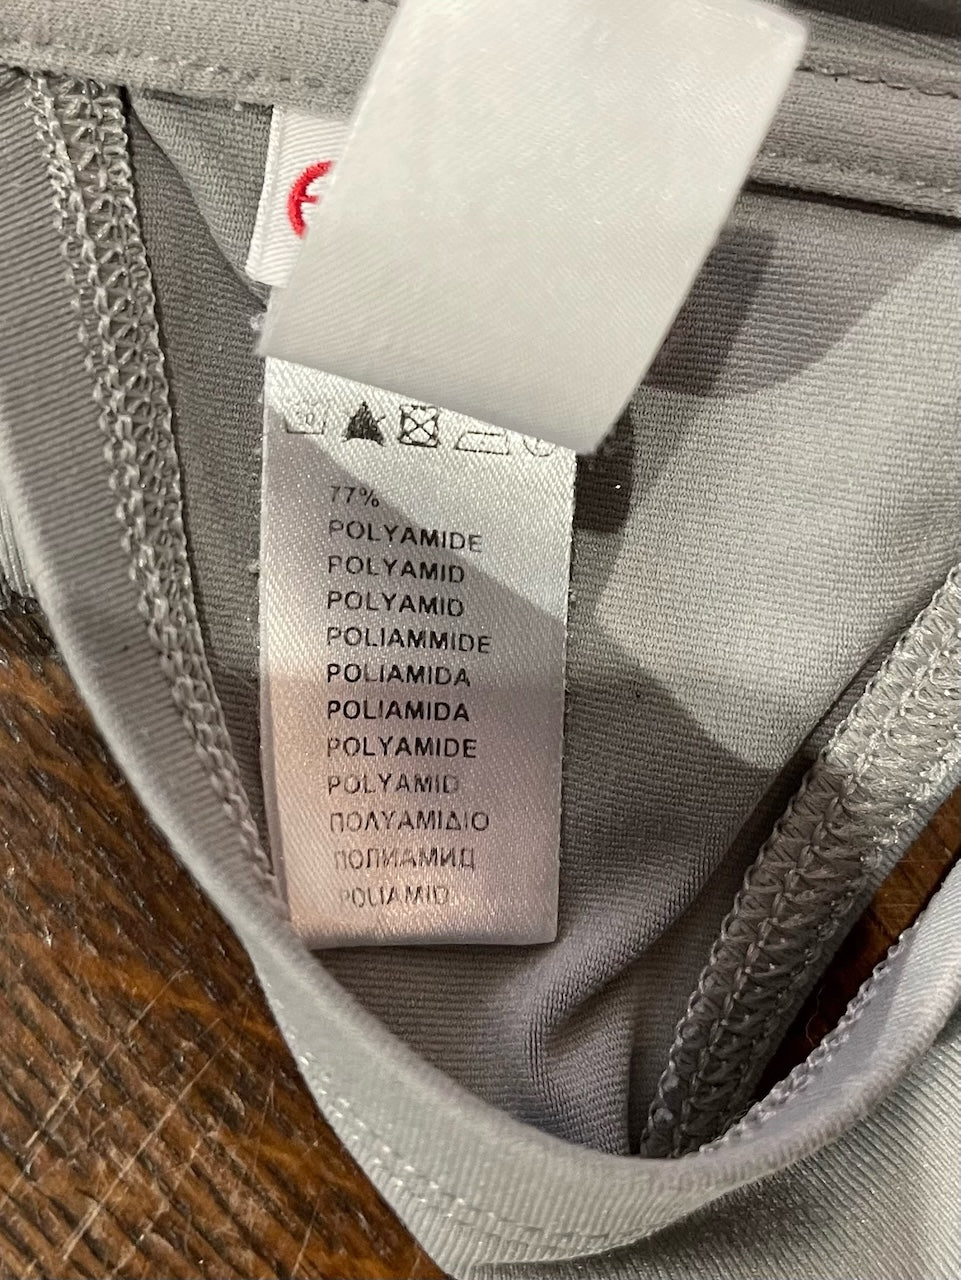 77%
POLYAMIDE
POLYAMID
POLYAMID
POLIAMMIDE
POLIAMIDA
POLIAMIDA
POLYAMIDE
POLYAMID
ΠΟΛΥΑΜΙΔΙΟ
ПОЛИАМИД
POLIAMID